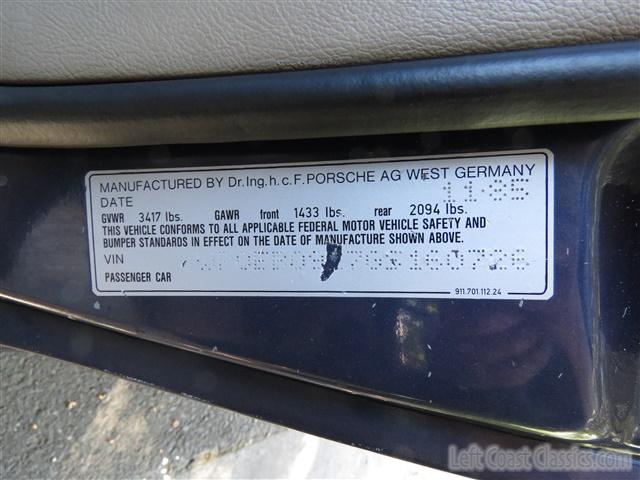 MANUFACTURED BY Dr.Ing.h.c.F.PORSCHE AG WEST GERMANY
DATE 11-85
GVWR 3417 lbs. GAWR front 1433 lbs. rear 2094 lbs.
THIS VEHICLE CONFORMS TO ALL APPLICABLE FEDERAL MOTOR VEHICLE SAFETY AND
BUMPER STANDARDS IN EFFECT ON THE DATE OF MANUFACTURE SHOWN ABOVE.
VIN
PASSENGER CAR
911.701.112.24
Left Coast Classics.com